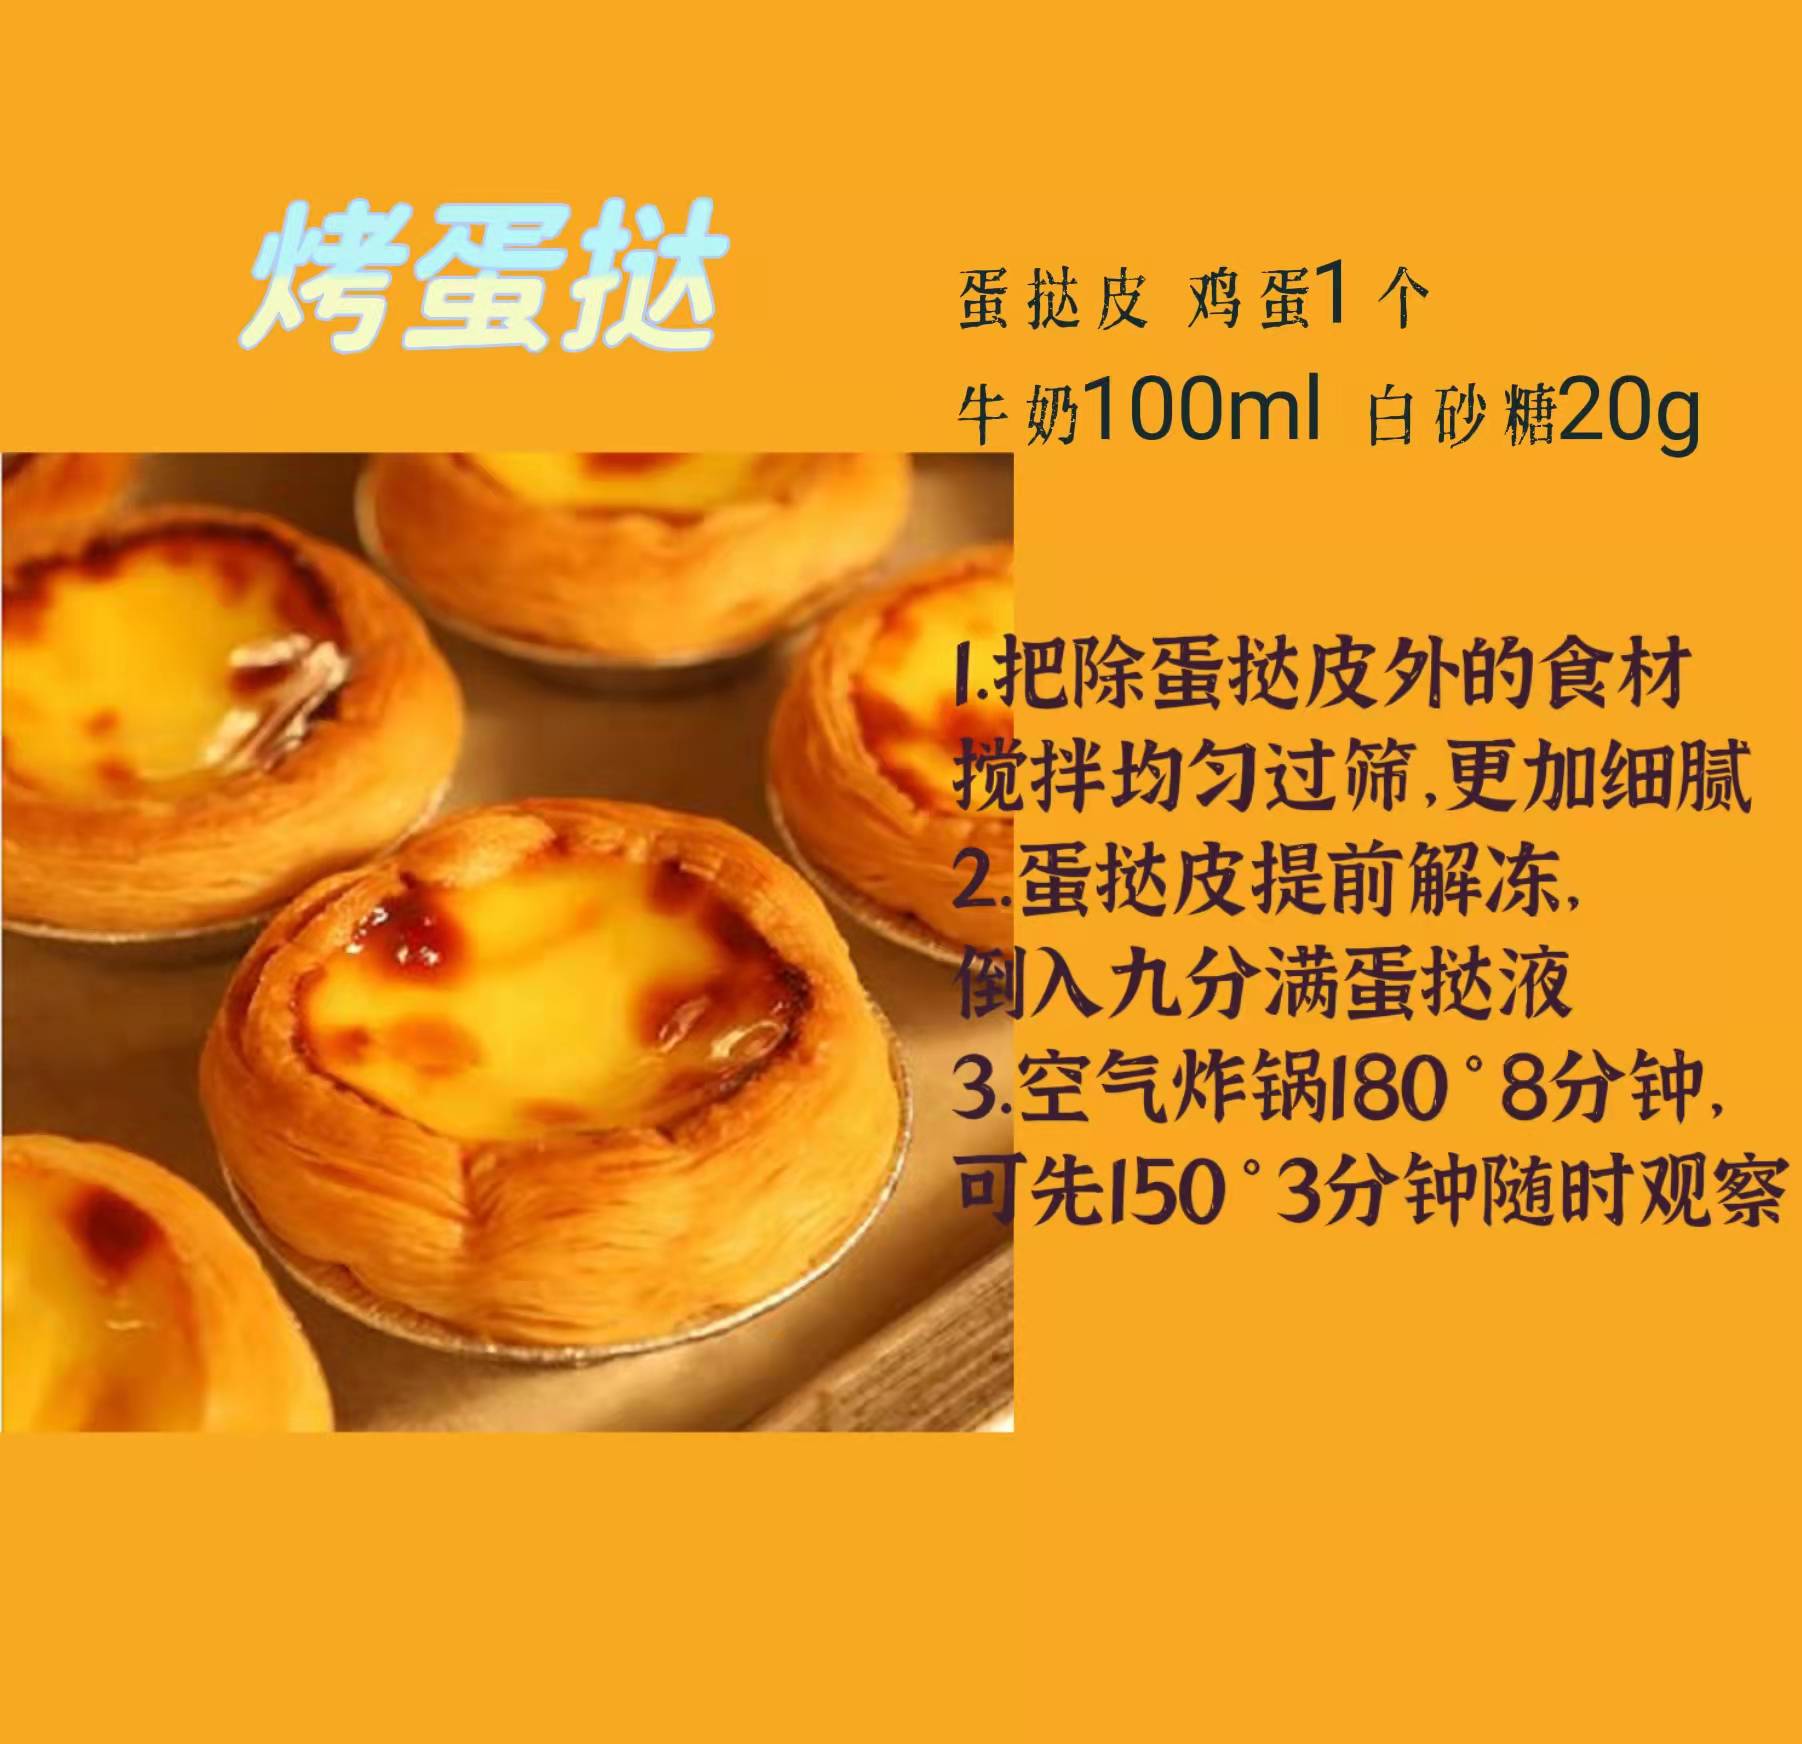 烤蛋挞
蛋挞皮 鸡蛋1个
牛奶100ml 白砂糖20g
1.把除蛋挞皮外的食材
搅拌均匀过筛,更加细腻
2.蛋挞皮提前解冻,
倒入九分满蛋挞液
3.空气炸锅180°8分钟,
可先150°3分钟随时观察